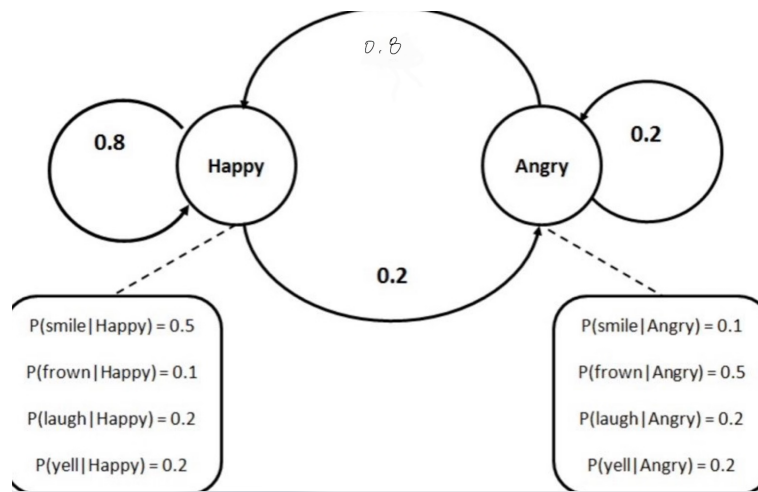 0.8
0.8
Happy
Angry
0.2
0.2
P(smile|Happy) = 0.5
P(frown|Happy) = 0.1
P(laugh|Happy) = 0.2
P(yell|Happy) = 0.2
P(smile|Angry) = 0.1
P(frown|Angry) = 0.5
P(laugh|Angry) = 0.2
P(yell|Angry) = 0.2